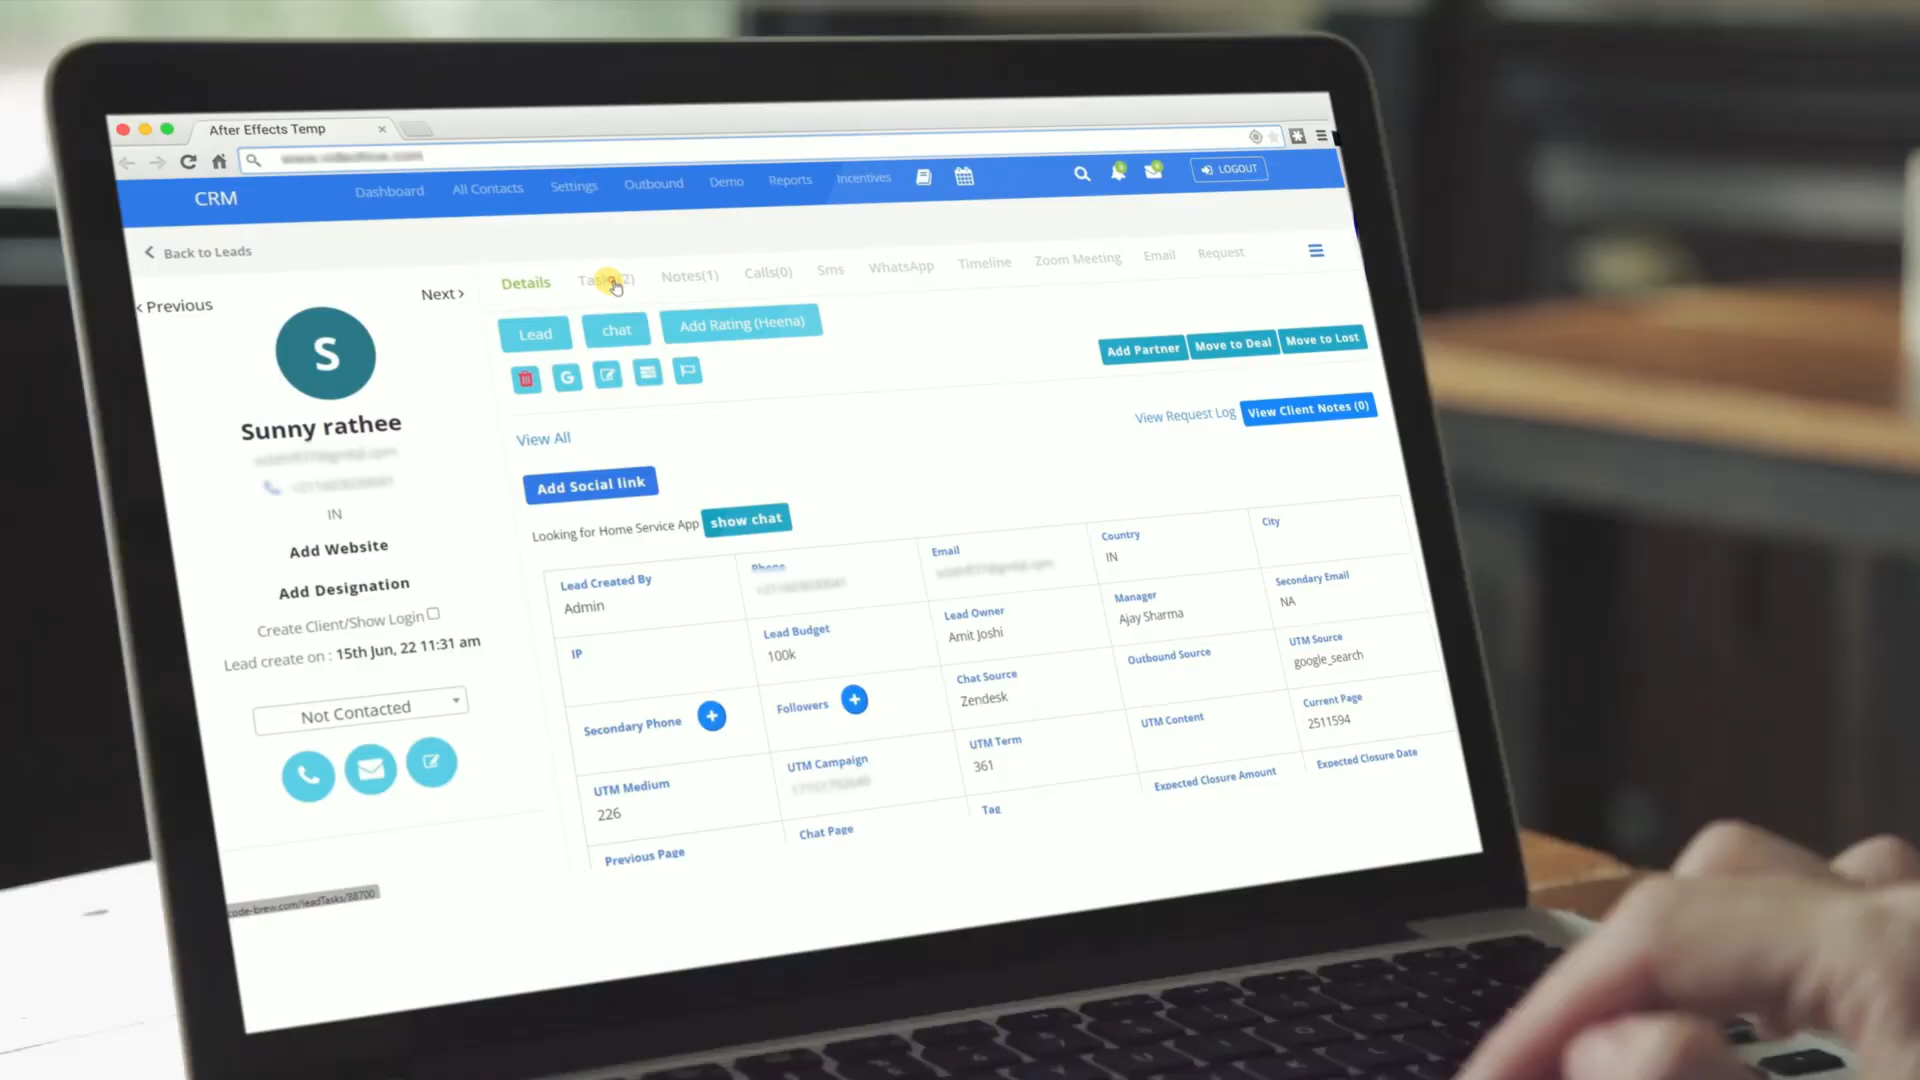 After Effects Temp
CRM
Dashboard
All Contacts
Settings
Outbound
Demo
Reports
Incentives
LOGOUT
Back to Leads
Previous
Next
S
Sunny rathee
IN
Add Website
Add Designation
Create Client/Show Login
Lead create on : 15th Jun, 22 11:31 am
Not Contacted
Details
Notes(1)
Calls(0)
Sms
WhatsApp
Timeline
Zoom Meeting
Email
Request
Lead
chat
Add Rating (Heena)
G
Add Partner
Move to Deal
Move to Lost
View All
View Request Log
View Client Notes (0)
Add Social link
Looking for Home Service App
show chat
Lead Created By
Admin
Phone
Email
Country
IN
City
IP
Lead Budget
100k
Lead Owner
Amit Joshi
Manager
Ajay Sharma
Secondary Email
NA
Secondary Phone
Followers
Chat Source
Zendesk
Outbound Source
UTM Source
google_search
UTM Medium
226
UTM Campaign
UTM Term
361
UTM Content
Current Page
2511594
Previous Page
Chat Page
Tag
Expected Closure Amount
Expected Closure Date
code-brew.com/leadTasks/88700